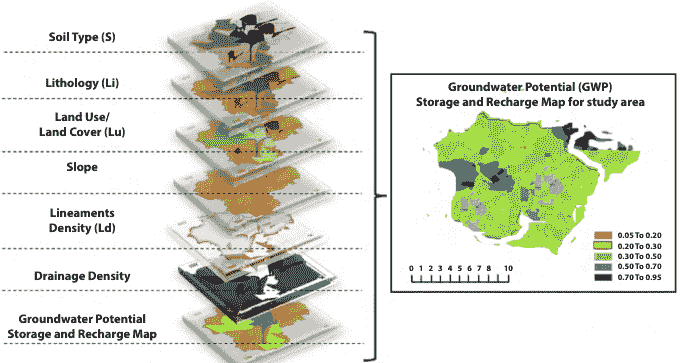 Soil Type (S)
Lithology (Li)
Land Use/
Land Cover (Lu)
Slope
Lineaments
Density (Ld)
Drainage Density
Groundwater Potential
Storage and Recharge Map
Groundwater Potential (GWP)
Storage and Recharge Map for study area
0.05 To 0.20
0.20 To 0.30
0.30 To 0.50
0.50 To 0.70
0.70 To 0.95
0 1 2 3 4 5 6 7 8 10